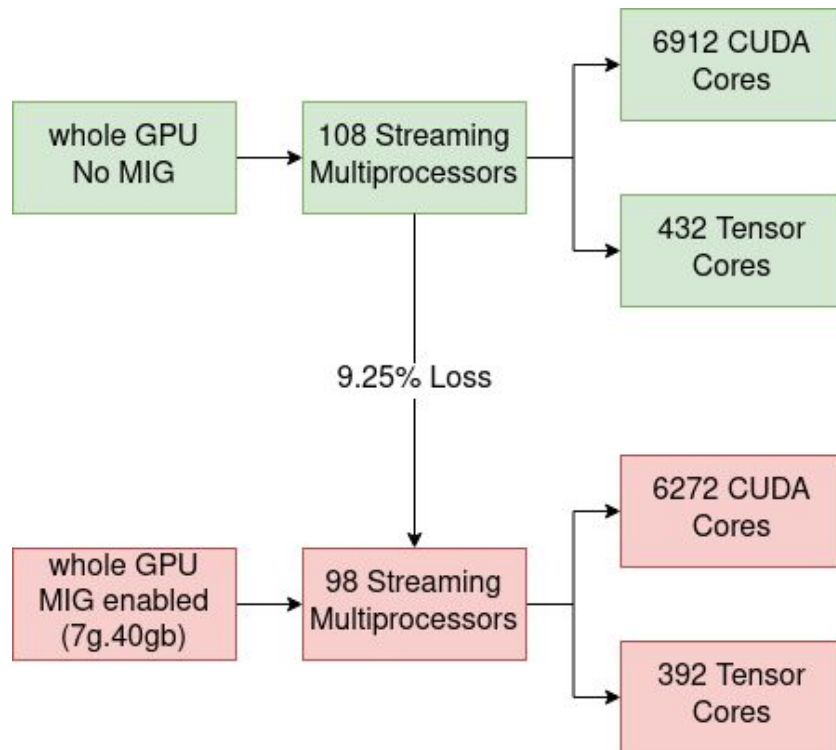 6912 CUDA
Cores
whole GPU
No MIG
108 Streaming
Multiprocessors
432 Tensor
Cores
9.25% Loss
6272 CUDA
Cores
whole GPU
MIG enabled
(7g.40gb)
98 Streaming
Multiprocessors
392 Tensor
Cores